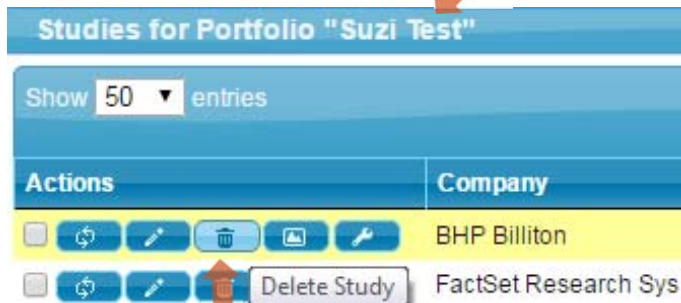 Studies for Portfolio "Suzi Test"
Show 50 entries
Actions Company
BHP Billiton
Delete Study FactSet Research Sys